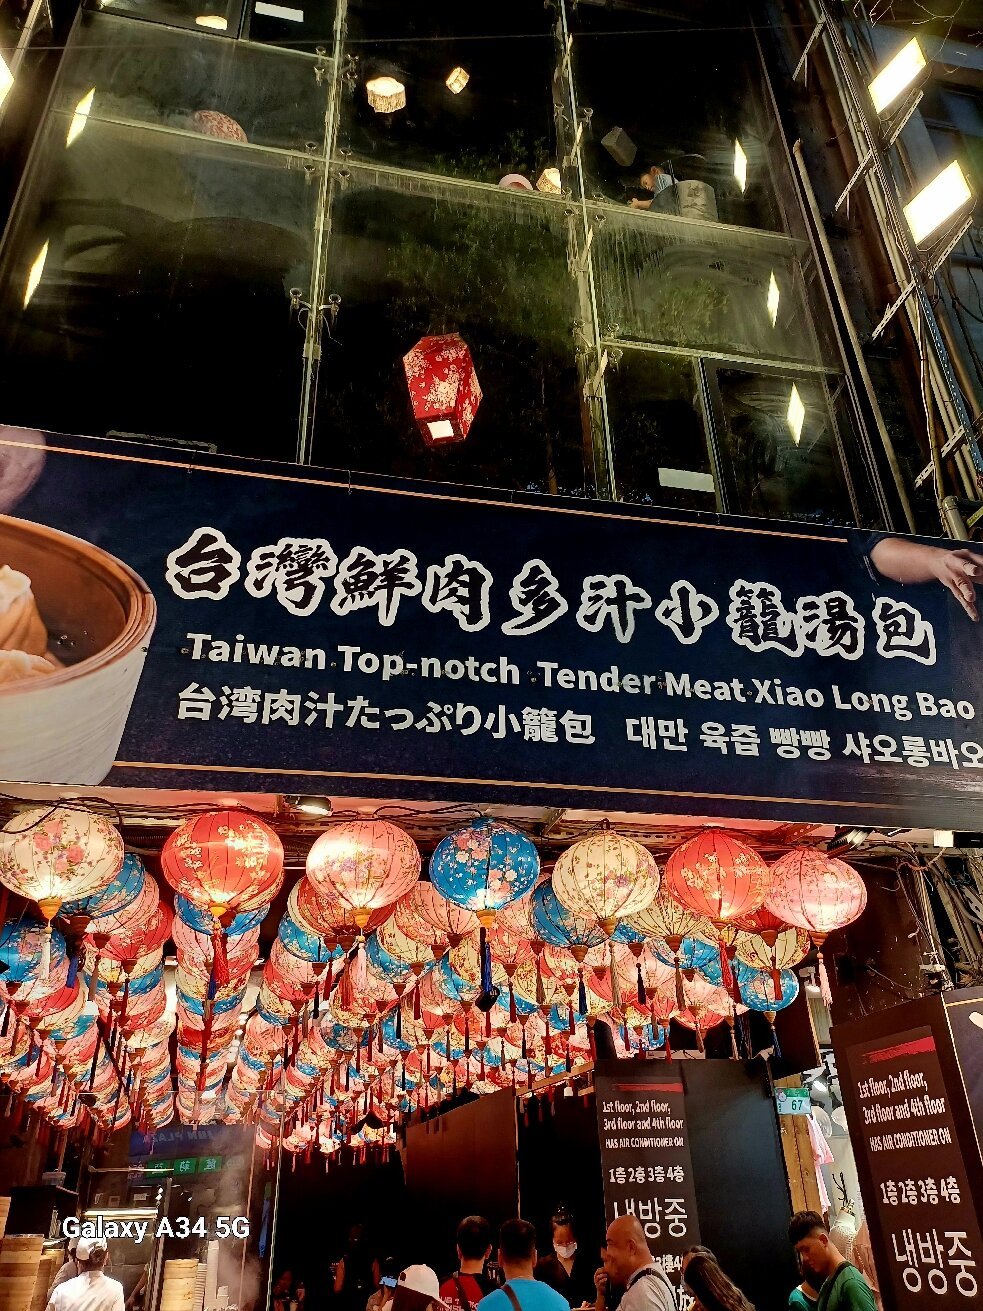 台灣鮮肉多汁小籠湯包
Taiwan Top-notch Tender Meat Xiao Long Bao
台湾肉汁たっぷり小籠包 대만 육즙 빵빵 샤오롱바오
67
1st floor, 2nd floor,
3rd floor and 4th floor
HAS AIR CONDITIONER ON
1층 2층 3층 4층
냉방중
1st floor, 2nd floor,
3rd floor and 4th floor
HAS AIR CONDITIONER ON
1층 2층 3층 4층
냉방중
Galaxy A34 5G